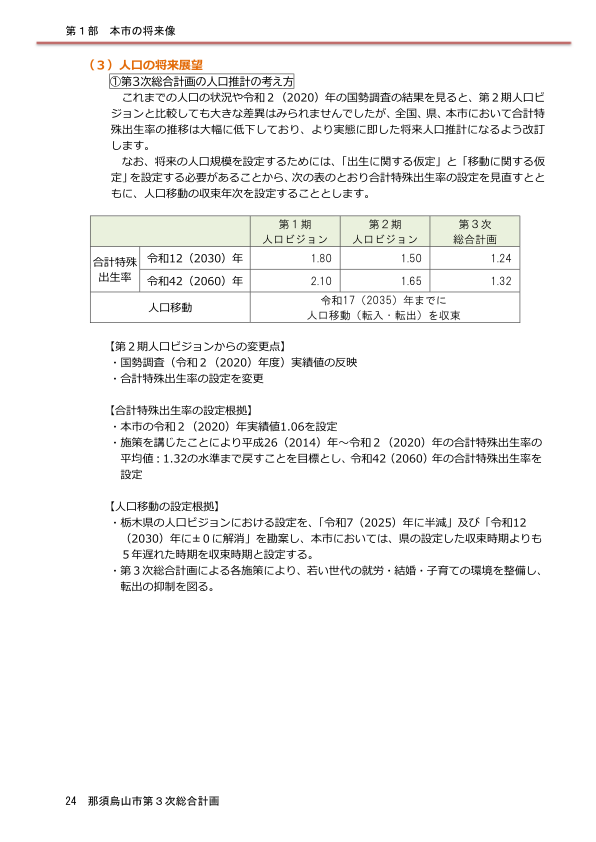 第１部　本市の将来像
（３）人口の将来展望
①第3次総合計画の人口推計の考え方
　これまでの人口の状況や令和２（2020）年の国勢調査の結果を見ると、第２期人口ビ
ジョンと比較しても大きな差異はみられませんでしたが、全国、県、本市において合計特
殊出生率の推移は大幅に低下しており、より実態に即した将来人口推計になるよう改訂
します。
　なお、将来の人口規模を設定するためには、「出生に関する仮定」と「移動に関する仮
定」を設定する必要があることから、次の表のとおり合計特殊出生率の設定を見直すとと
もに、人口移動の収束年次を設定することとします。
第１期
人口ビジョン
第２期
人口ビジョン
第３次
総合計画
合計特殊
出生率
令和12（2030）年
1.80
1.50
1.24
令和42（2060）年
2.10
1.65
1.32
人口移動
令和17（2035）年までに
人口移動（転入・転出）を収束
【第２期人口ビジョンからの変更点】
・国勢調査（令和２（2020）年度）実績値の反映
・合計特殊出生率の設定を変更
【合計特殊出生率の設定根拠】
・本市の令和２（2020）年実績値1.06を設定
・施策を講じたことにより平成26（2014）年～令和２（2020）年の合計特殊出生率の
平均値：1.32の水準まで戻すことを目標とし、令和42（2060）年の合計特殊出生率を
設定
【人口移動の設定根拠】
・栃木県の人口ビジョンにおける設定を、「令和7（2025）年に半減」及び「令和12
（2030）年に±０に解消」を勘案し、本市においては、県の設定した収束時期よりも
５年遅れた時期を収束時期と設定する。
・第３次総合計画による各施策により、若い世代の就労・結婚・子育ての環境を整備し、
転出の抑制を図る。
24　那須烏山市第３次総合計画